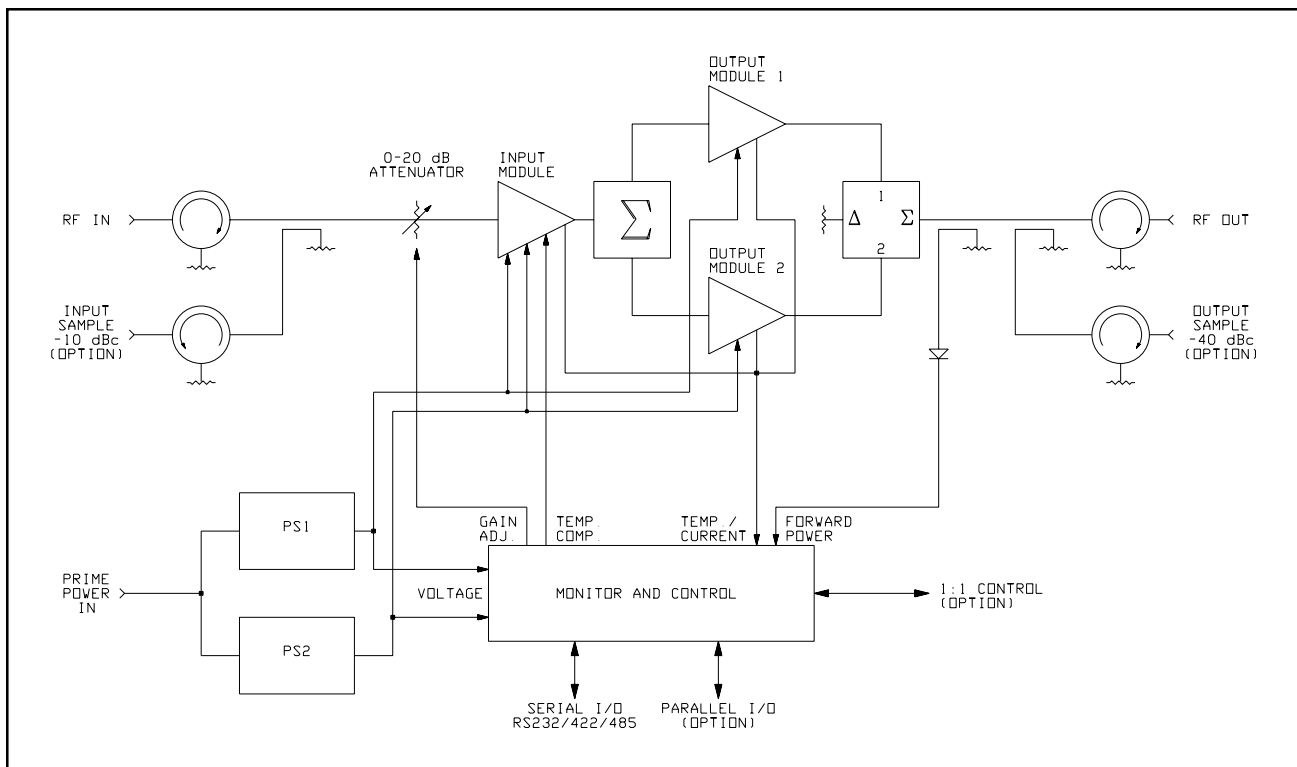 OUTPUT
MODULE 1
0-20 dB
ATTENUATOR
INPUT
MODULE
RF IN
Σ
Δ
1
Σ
2
RF OUT
OUTPUT
MODULE 2
INPUT
SAMPLE
-10 dBc
(OPTION)
OUTPUT
SAMPLE
-40 dBc
(OPTION)
PS1
GAIN
ADJ.
TEMP.
COMP.
TEMP./
CURRENT
FORWARD
POWER
PRIME
POWER
IN
VOLTAGE
MONITOR AND CONTROL
1:1 CONTROL
(OPTION)
PS2
SERIAL I/O
RS232/422/485
PARALLEL I/O
(OPTION)